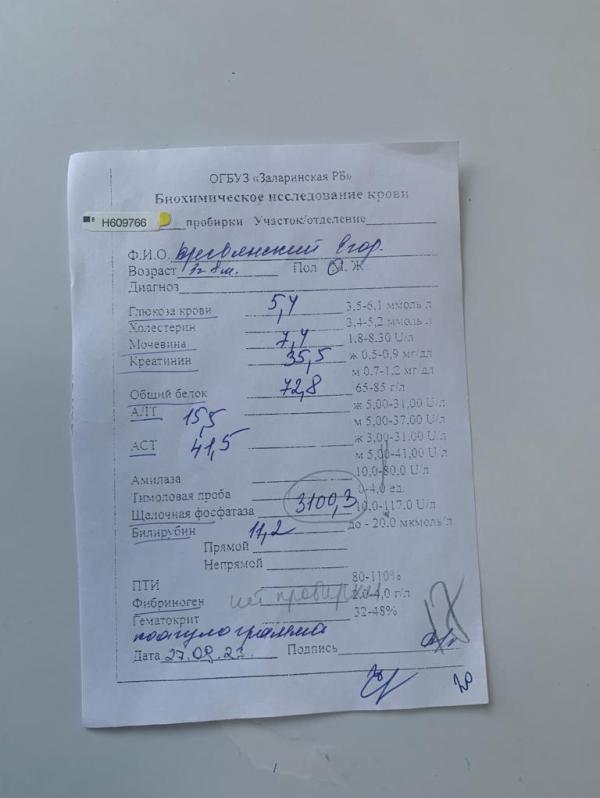 ОГБУЗ «Заларинская РБ»
Биохимическое исследование крови
H609766 пробирки Участок/отделение
Ф.И.О. Егор.
Возраст 3г 8м. Пол М. Ж
Диагноз
Глюкоза крови 5,4 3,5-6,1 ммоль л
Холестерин 3,4-5,2 ммоль л
Мочевина 7,4 1,8-8.30 U/л
Креатинин 35,5 ж 0,5-0,9 мг/дл
м 0,7-1,2 мг/дл
Общий белок 72,8 65-85 г/л
АЛТ 15,5 ж 5,00-31,00 U/л
м 5,00-37.00 U/л
АСТ 41,5 ж 3,00-31.00 U/л
м 5,00-41,00 U/л
Амилаза 10,0-80.0 U/л
Тимоловая проба 0-4,0 ед.
Щелочная фосфатаза 3100,3 10,0-117.0 U/л
Билирубин 11,2 до - 20.0 мкмоль/л
Прямой
Непрямой
ПТИ 80-110%
Фибриноген нет пробирки 2,0-4,0 г/л
Гематокрит 32-48%
коагулограмма
Дата Подпись